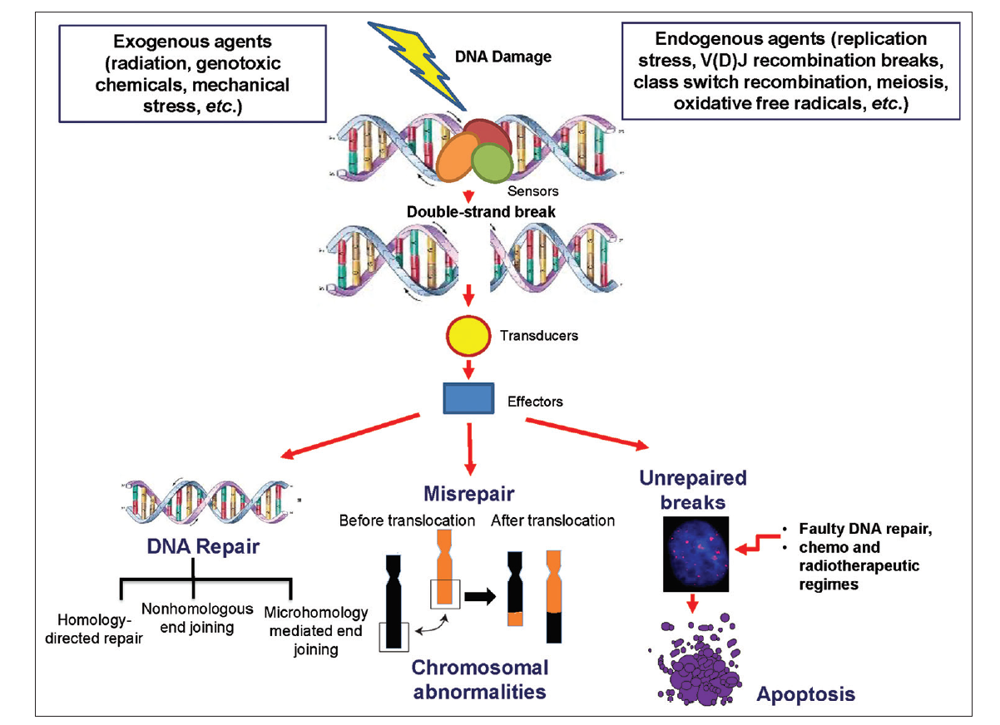 Exogenous agents
(radiation, genotoxic
chemicals, mechanical
stress, etc.)
DNA Damage
Endogenous agents (replication
stress, V(D)J recombination breaks,
class switch recombination, meiosis,
oxidative free radicals, etc.)
Sensors
Double-strand break
Transducers
Effectors
DNA Repair
Homology-
directed repair
Nonhomologous
end joining
Microhomology
mediated end
joining
Misrepair
Before translocation
After translocation
Chromosomal
abnormalities
Unrepaired
breaks
• Faulty DNA repair,
• chemo and
radiotherapeutic
regimes
Apoptosis